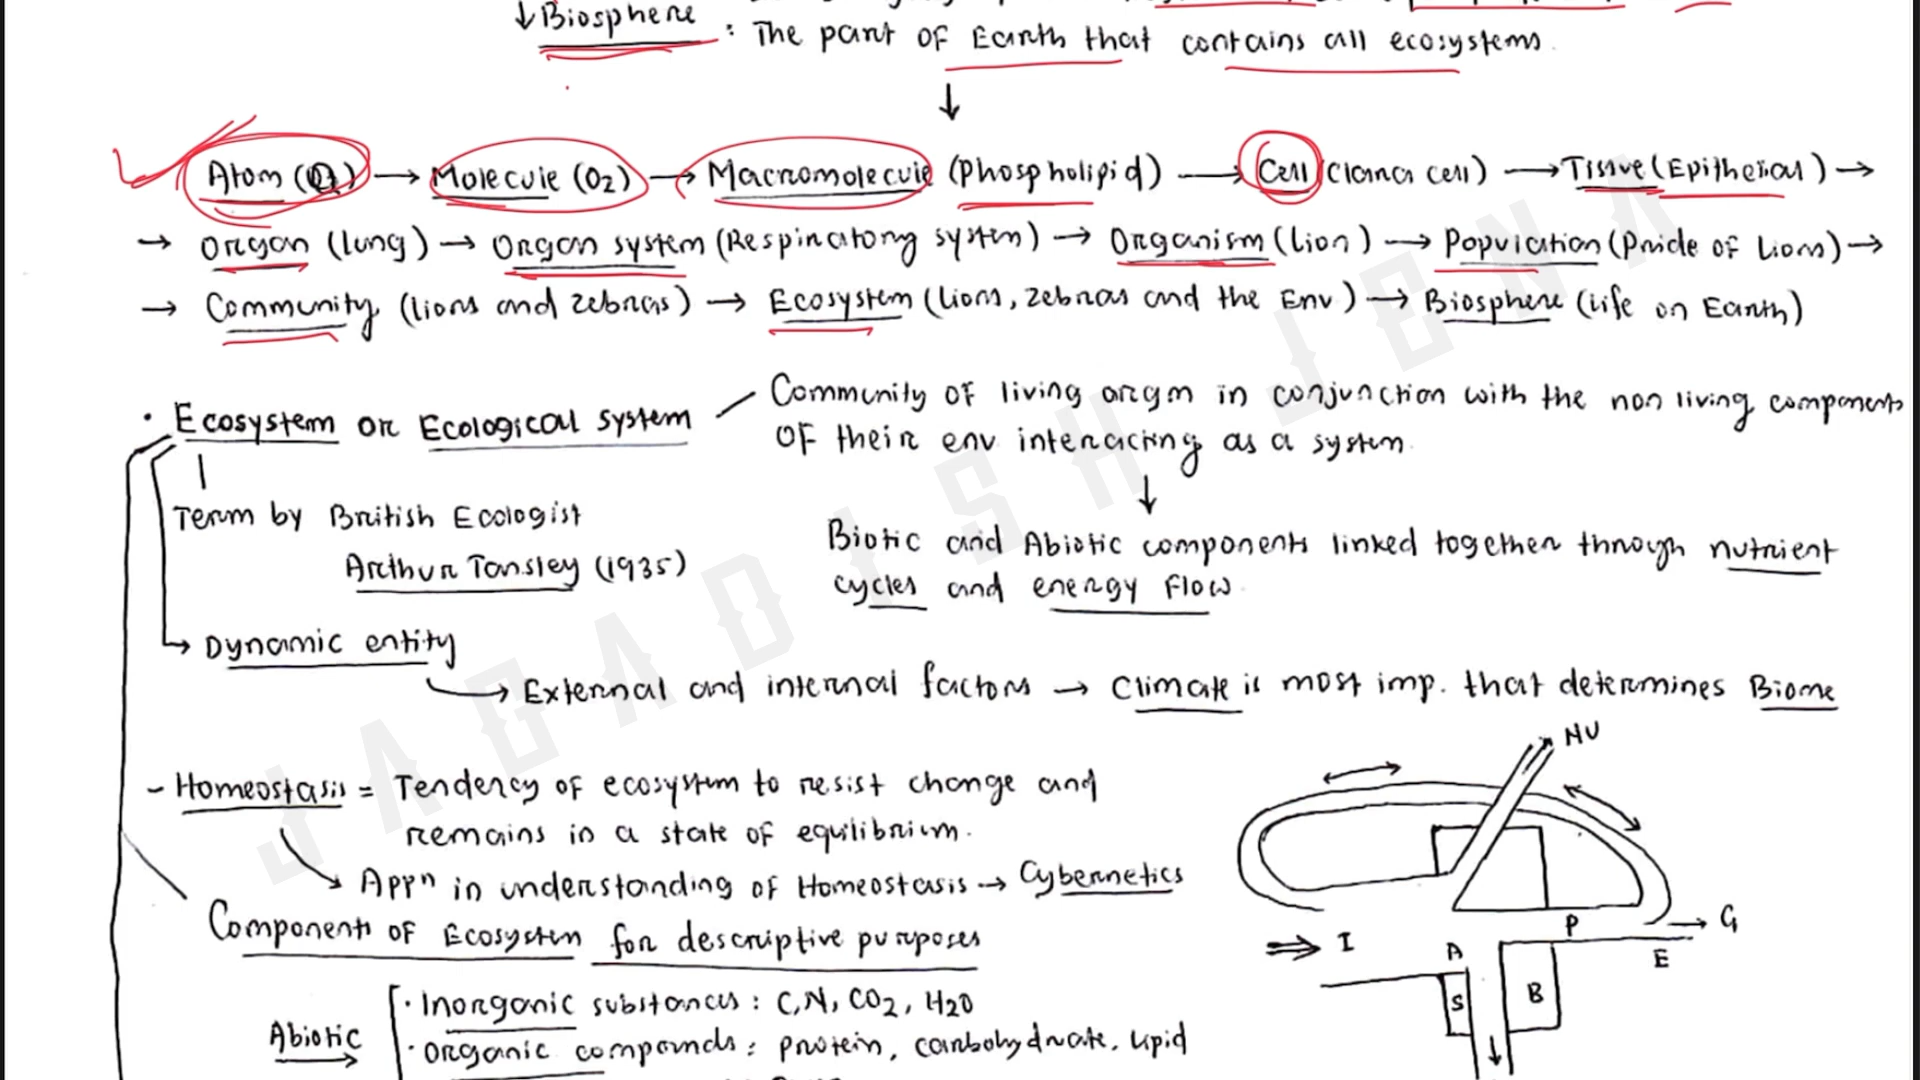 ↓ Biosphere : The part of Earth that contains all ecosystems.
↓
Atom (O) → Molecule (O2) → Macromolecule (Phospholipid) → Cell (Clara cell) → Tissue (Epithelial) →
→ Organ (lung) → Organ system (Respiratory system) → Organism (Lion) → Population (Pride of Lions) →
→ Community (lions and zebras) → Ecosystem (Lions, zebras and the Env) → Biosphere (Life on Earth)
• Ecosystem or Ecological system — Community of living orgm in conjunction with the non living components
of their env interacting as a system.
↓
Term by British Ecologist
Arthur Tansley (1935)
Biotic and Abiotic components linked together through nutrient
cycles and energy flow.
→ Dynamic entity
→ External and internal factors → Climate is most imp. that determines Biome
- Homeostasis = Tendency of ecosystem to resist change and
remains in a state of equilibrium.
→ Appn in understanding of Homeostasis → Cybernetics
Components of Ecosystem for descriptive purposes
Abiotic →
• Inorganic substances : C, N, CO2, H2O
• Organic compounds : protein, carbohydrate, lipid
NU
G
P
I
A
E
S
B
JAGADISH JENA